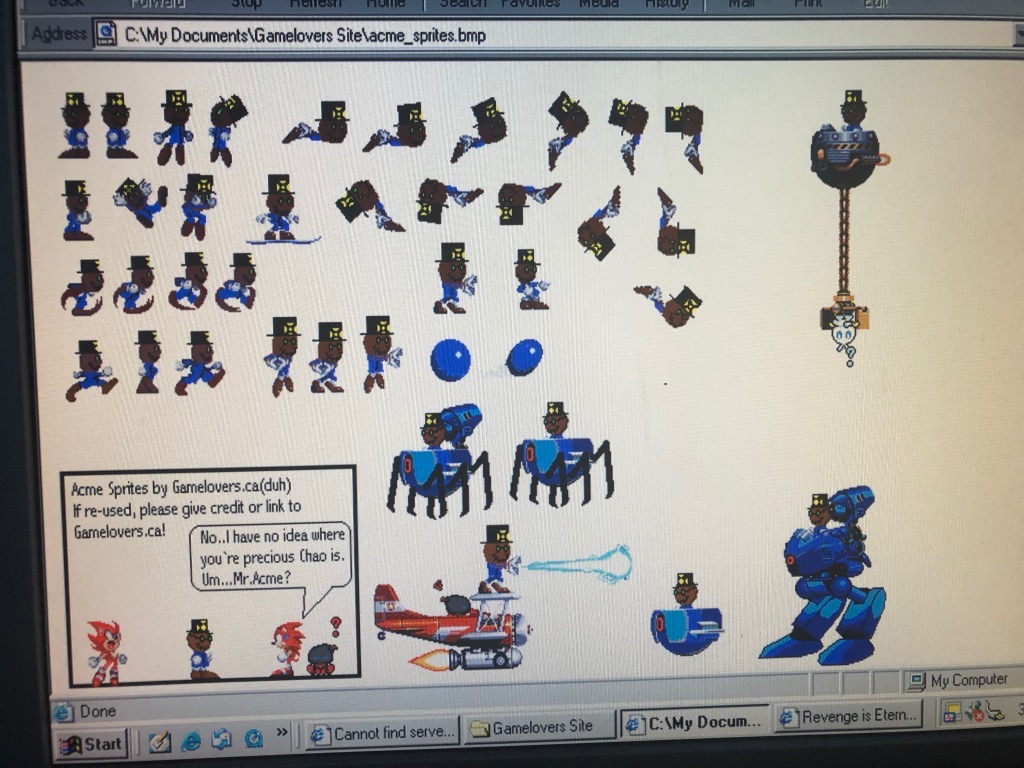 Back Forward Stop Refresh Home Search Favorites Media History Mail Print Edit
Address C:\My Documents\Gamelovers Site\acme_sprites.bmp
Acme Sprites by Gamelovers.ca(duh)
If re-used, please give credit or link to
Gamelovers.ca!
No..I have no idea where
you`re precious Chao is.
Um...Mr.Acme?
?
?
My Computer
Done
Start » Cannot find serve... Gamelovers Site C:\My Docum... Revenge is Etern...